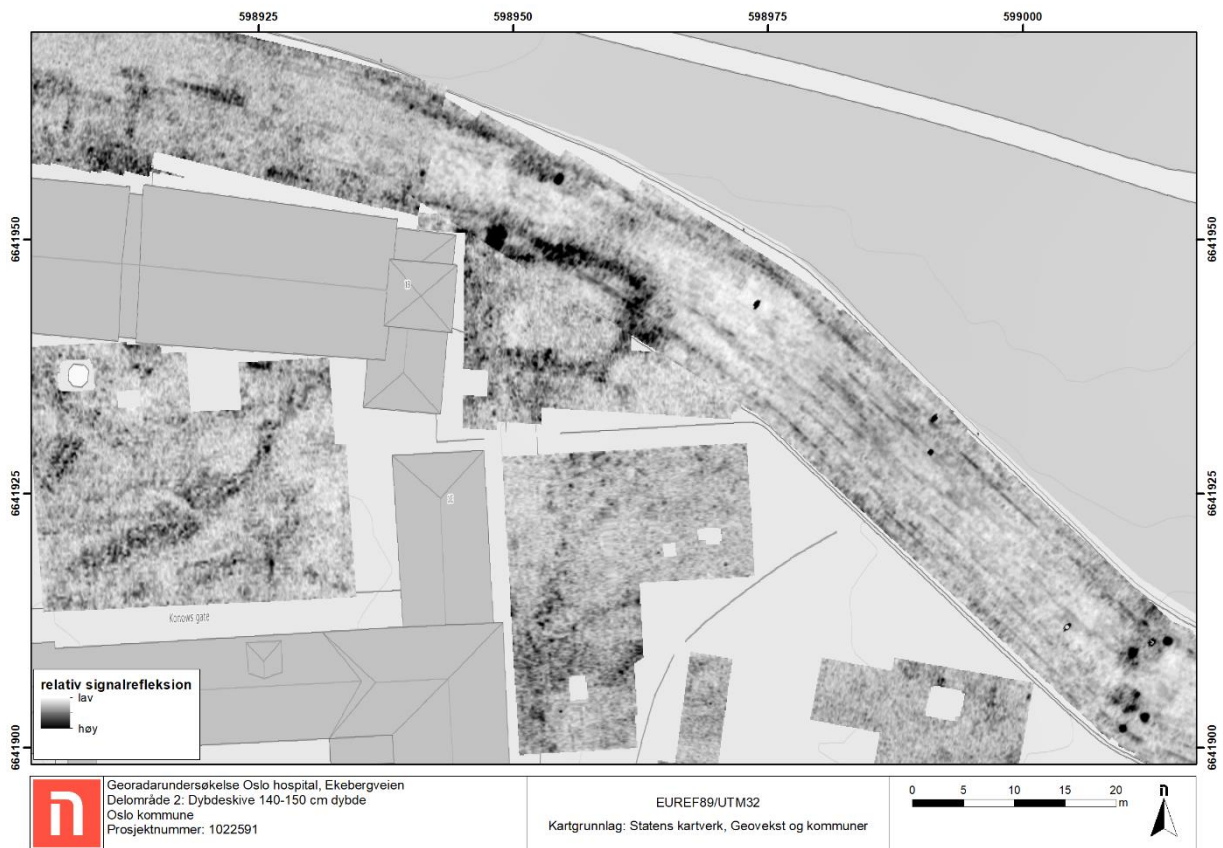 598925
598950
598975
599000
6641950
6641950
6641925
6641925
6641900
6641900
Konows gate
relativ signalrefleksion
lav
høy
Georadarundersøkelse Oslo hospital, Ekebergveien
Delområde 2: Dybdeskive 140-150 cm dybde
Oslo kommune
Prosjektnummer: 1022591
EUREF89/UTM32
Kartgrunnlag: Statens kartverk, Geovekst og kommuner
0 5 10 15 20
m